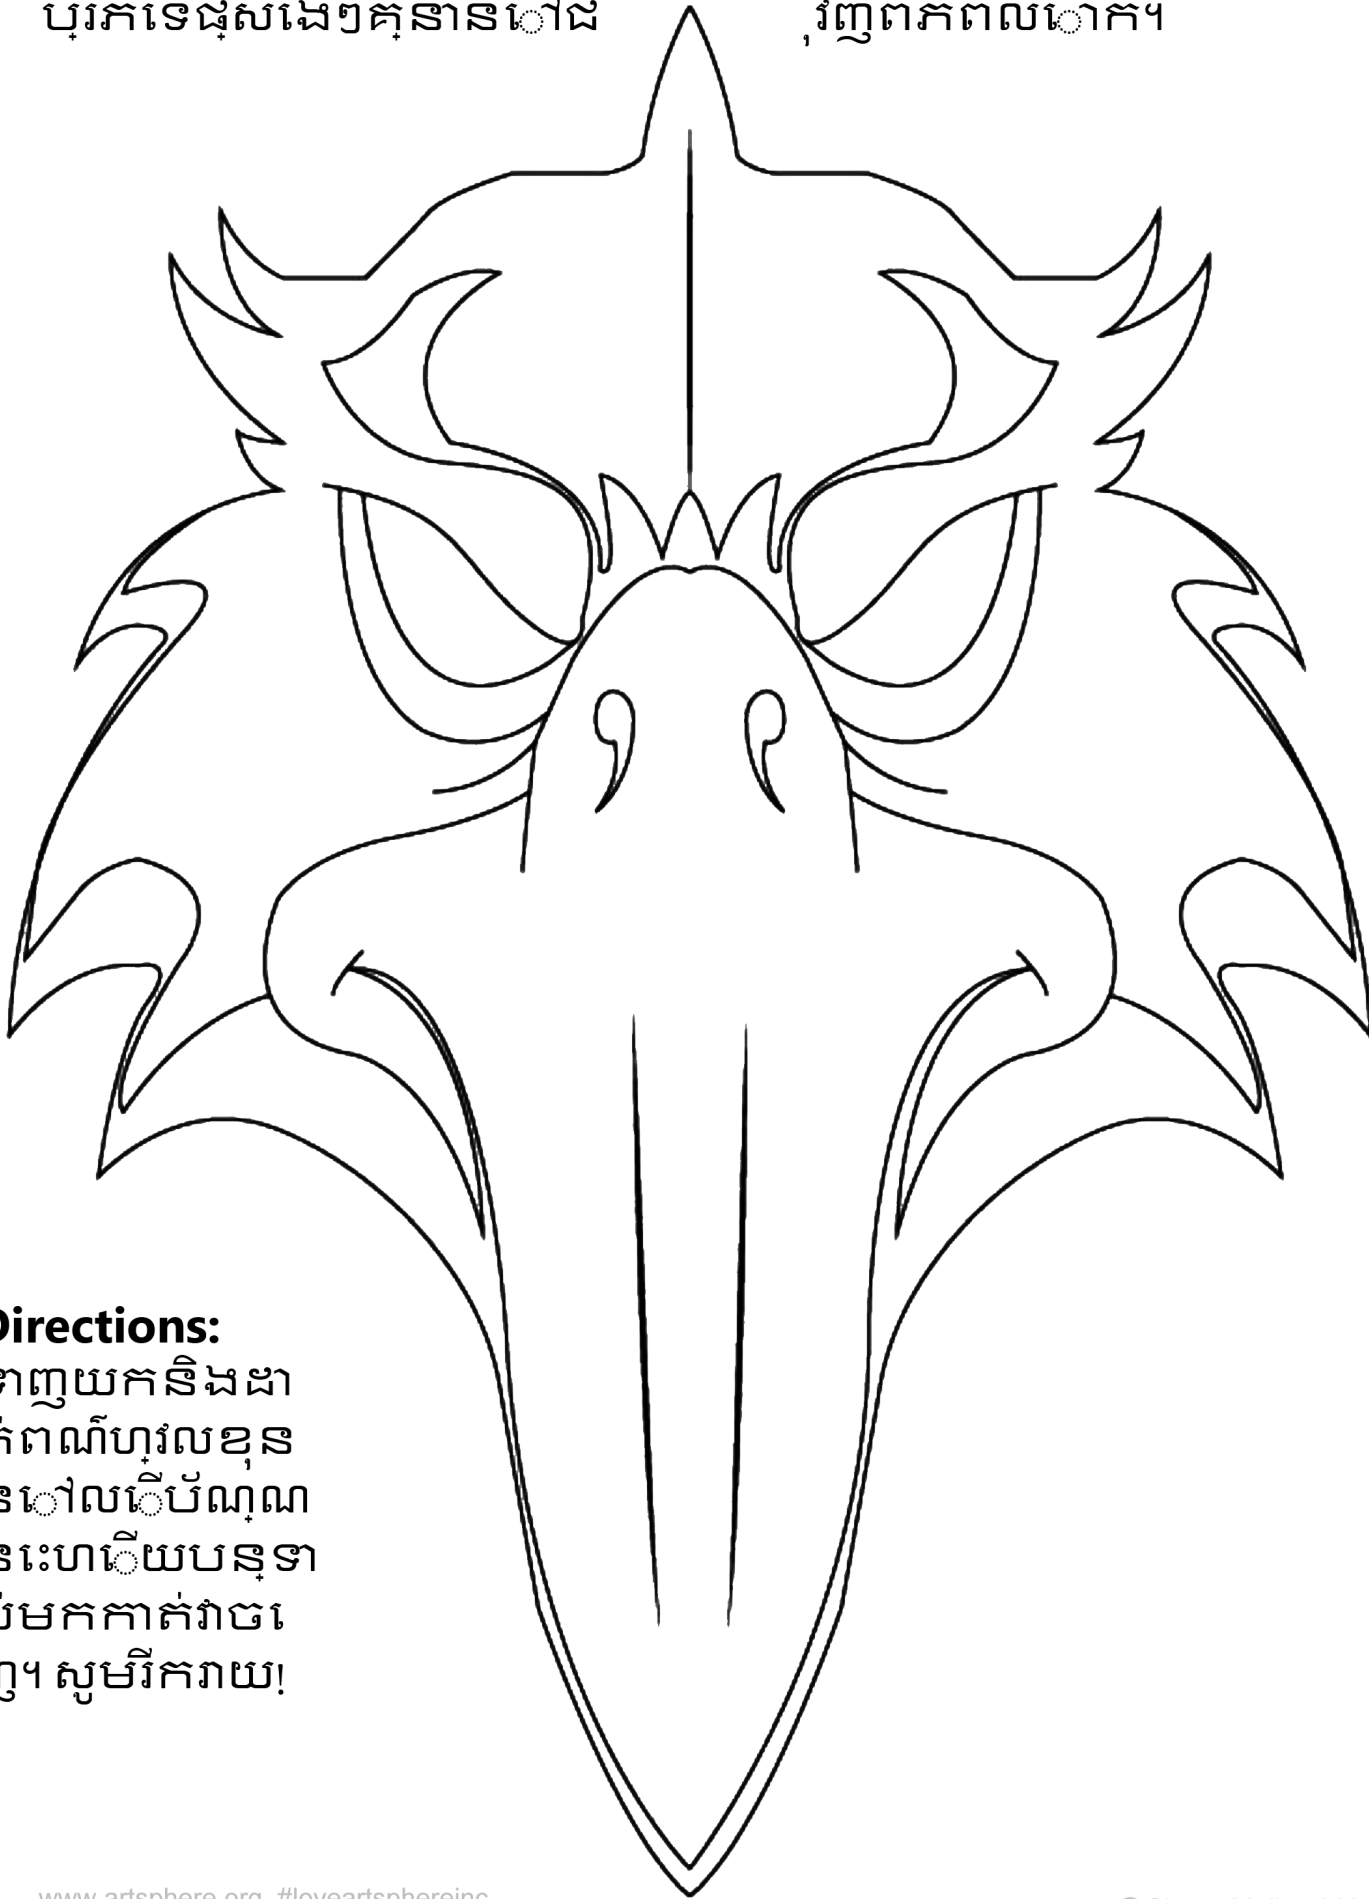 ប្រភេទផ្សេងៗគ្នានៅជ ុំវិញពិភពលោក។
Directions:
ទាញយកនិងដា
ក់ពណ៌ហ្វលខុន
នៅលើប័ណ្ណ
នេះហើយបន្ទា
ប់មកកាត់វាចេ
ញ។ សូមរីករាយ!
www.artsphere.org #loveartsphereinc